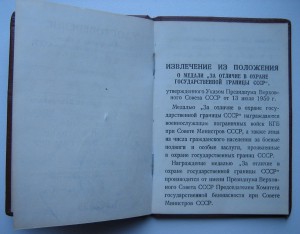 ИЗВЛЕЧЕНИЕ ИЗ ПОЛОЖЕНИЯ
О МЕДАЛИ „ЗА ОТЛИЧИЕ В ОХРАНЕ
ГОСУДАРСТВЕННОЙ ГРАНИЦЫ СССР“,
утвержденного Указом Президиума Верхов-
ного Совета СССР от 13 июля 1950 г.
Медалью „За отличие в охране госу-
дарственной границы СССР“ награждаются
военнослужащие пограничных войск КГБ
при Совете Министров СССР, а также лица
из числа гражданского населения за боевые
подвиги и особые заслуги, проявленные
в охране государственных границ СССР.
Награждение медалью „За отличие
в охране государственной границы СССР“
производится от имени Президиума Верхов-
ного Совета СССР Председателем Комитета
государственной безопасности при Совете
Министров СССР.